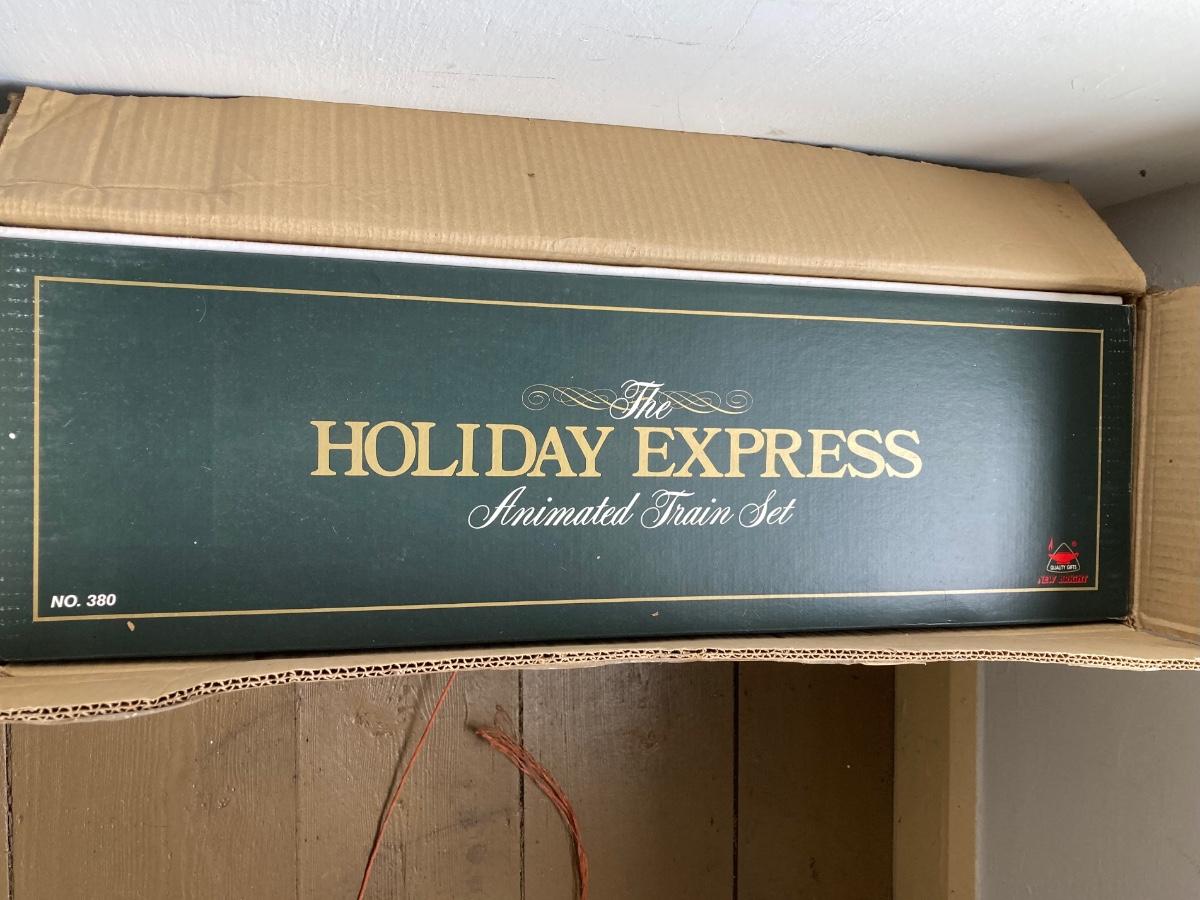 The
HOLIDAY EXPRESS
Animated Train Set
NO. 380
®
QUALITY GIFTS
NEW BRIGHT